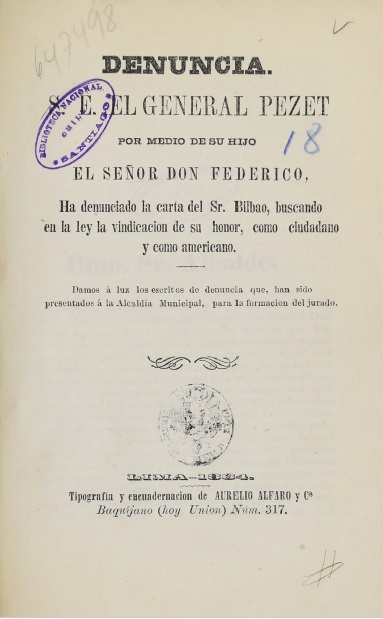 647498
DENUNCIA.
S. E. EL GENERAL PEZET
BIBLIOTECA NACIONAL
CHILE
SANTIAGO
18
POR MEDIO DE SU HIJO
EL SEÑOR DON FEDERICO,
Ha denunciado la carta del Sr. Bilbao, buscando
en la ley la vindicacion de su honor, como ciudadano
y como americano.
Damos á luz los escritos de denuncia que, han sido
presentados á la Alcaldía Municipal, para la formacion del jurado.
LIMA—1864.
Tipografia y encuadernacion de AURELIO ALFARO y Cª
Baquíjano (hoy Union) Núm. 317.